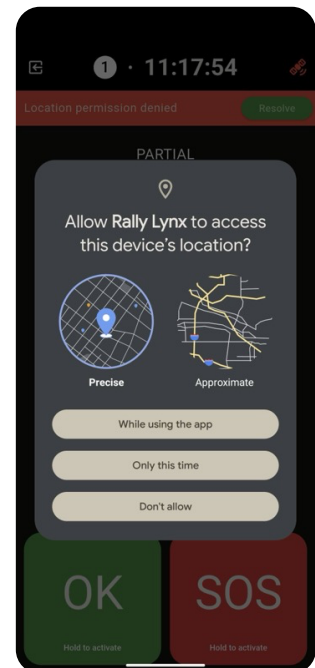 1 · 11:17:54
Location permission denied Resolve
PARTIAL
Allow Rally Lynx to access
this device's location?
Precise Approximate
While using the app
Only this time
Don't allow
OK SOS
Hold to activate Hold to activate